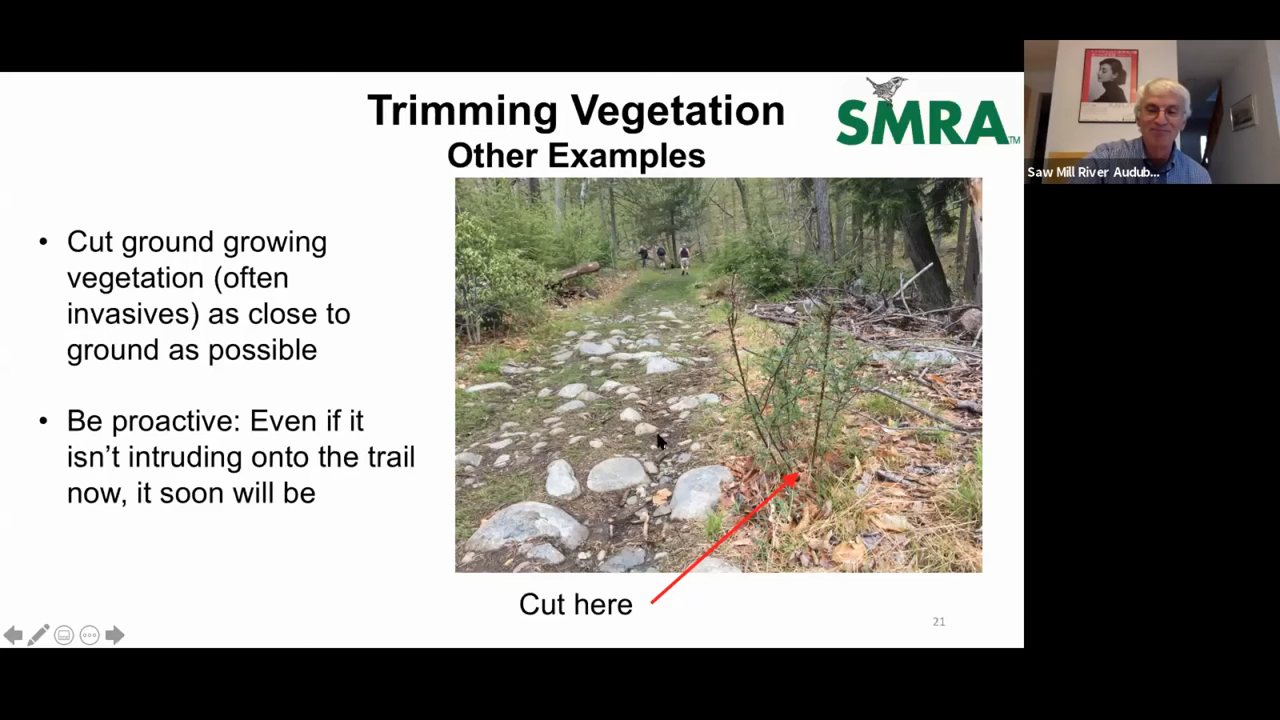 Trimming Vegetation
Other Examples
SMRA™
• Cut ground growing
vegetation (often
invasives) as close to
ground as possible
• Be proactive: Even if it
isn't intruding onto the trail
now, it soon will be
Cut here
21
Saw Mill River Audub...